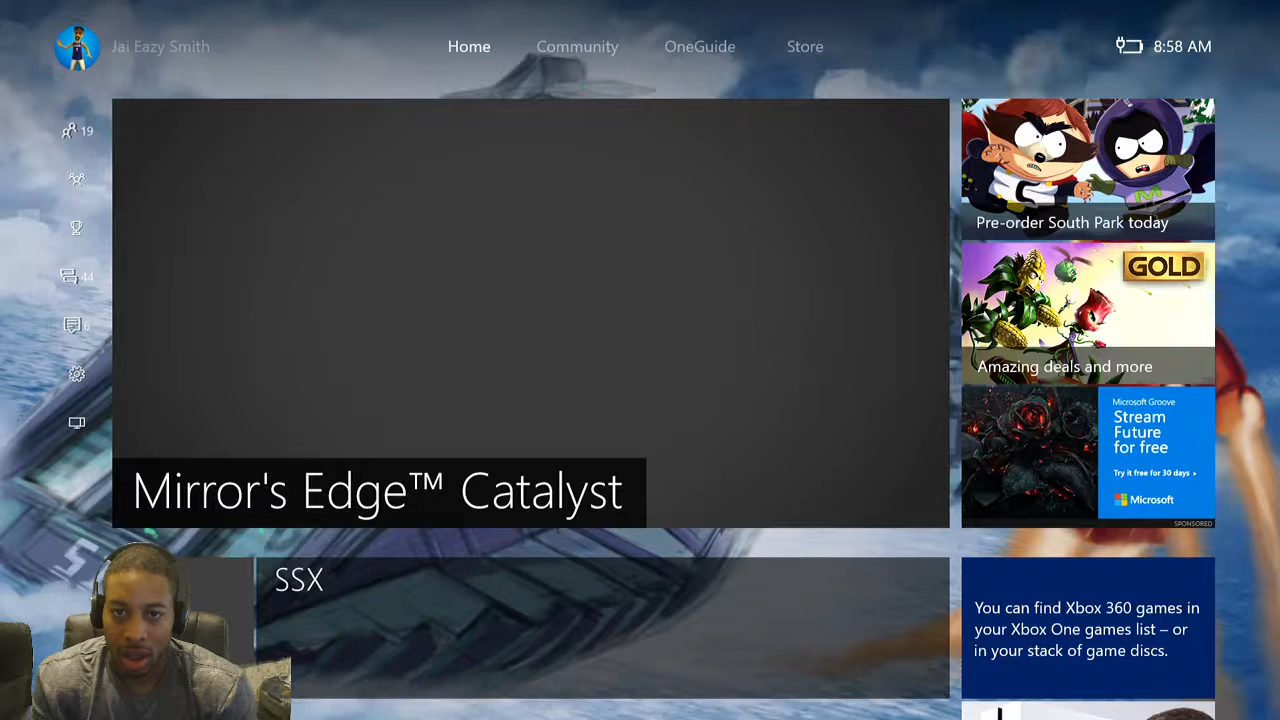 Jai Eazy Smith
Home
Community
OneGuide
Store
8:58 AM
19
44
6
Mirror's Edge™ Catalyst
Pre-order South Park today
GOLD
Amazing deals and more
Microsoft Groove
Stream
Future
for free
Try it free for 30 days ›
Microsoft
SPONSORED
SSX
You can find Xbox 360 games in
your Xbox One games list – or
in your stack of game discs.